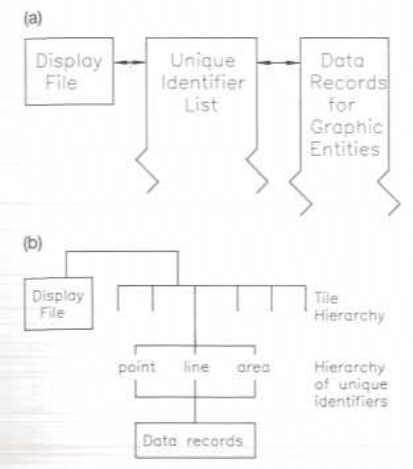 (a)
Display
File
Unique
Identifier
List
Data
Records
for
Graphic
Entities
(b)
Display
File
Tile
Hierarchy
point line area
Hierarchy
of unique
identifiers
Data records